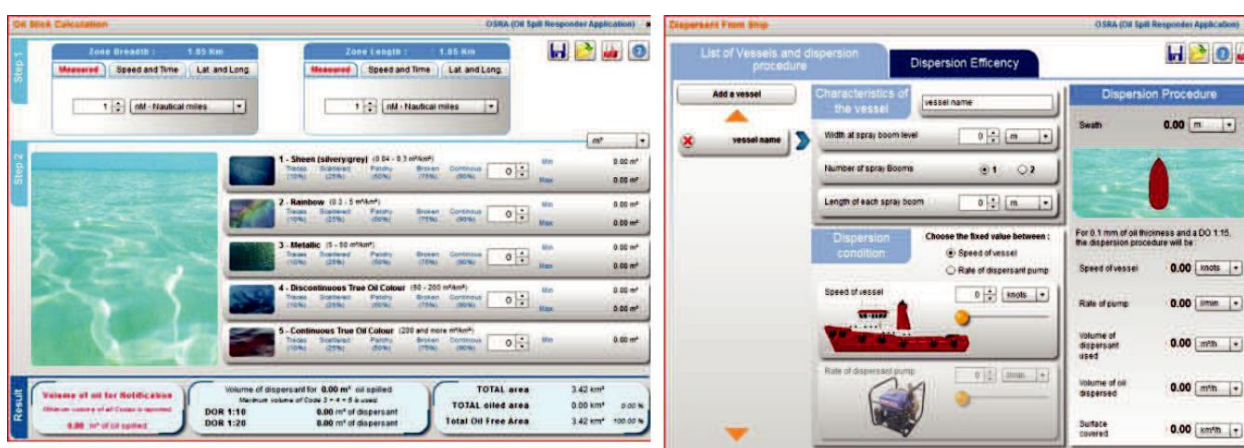 Oil Slick Calculation
OSRA (Oil Spill Responder Application)
Step 1
Zone Breadth : 1.85 Km
Measured Speed and Time Lat. and Long.
1 nM - Nautical miles
Zone Length : 1.85 Km
Measured Speed and Time Lat. and Long.
1 nM - Nautical miles
Step 2
m³
1 - Sheen (silvery/grey) (0.04 - 0.3 m³/km²)
Traces Scattered Patchy Broken Continous
(10%) (25%) (50%) (75%) (90%)
0
Min 0.00 m³
Max 0.00 m³
2 - Rainbow (0.3 - 5 m³/km²)
Traces Scattered Patchy Broken Continous
(10%) (25%) (50%) (75%) (90%)
0
Min 0.00 m³
Max 0.00 m³
3 - Metallic (5 - 50 m³/km²)
Traces Scattered Patchy Broken Continous
(10%) (25%) (50%) (75%) (90%)
0
Min 0.00 m³
Max 0.00 m³
4 - Discontinuous True Oil Colour (50 - 200 m³/km²)
Traces Scattered Patchy Broken Continous
(10%) (25%) (50%) (75%) (90%)
0
Min 0.00 m³
Max 0.00 m³
5 - Continuous True Oil Colour (200 and more m³/km²)
Traces Scattered Patchy Broken Continous
(10%) (25%) (50%) (75%) (90%)
0
Min 0.00 m³
Max 0.00 m³
Result
Volume of oil for Notification
Minimum volume of all Codes is reported
0.00 m³ of oil spilled
Volume of dispersant for 0.00 m³ oil spilled
Maximum volume of Code 3 + 4 + 5 is used
DOR 1:10 0.00 m³ of dispersant
DOR 1:20 0.00 m³ of dispersant
TOTAL area 3.42 km²
TOTAL oiled area 0.00 km² 0.00 %
Total Oil Free Area 3.42 km² 100.00 %
Dispersant From Ship
OSRA (Oil Spill Responder Application)
List of Vessels and dispersion
procedure
Dispersion Efficency
Add a vessel
vessel name
Characteristics of
the vessel
vessel name
Width at spray boom level 0 m
Number of spray Booms 1 2
Length of each spray boom 0 m
Dispersion
condition
Choose the fixed value between :
Speed of vessel
Rate of dispersant pump
Speed of vessel 0 knots
Rate of dispersant pump 0 l/min
Dispersion Procedure
Swath 0.00 m
For 0.1 mm of oil thickness and a DO 1:15,
the dispersion procedure will be :
Speed of vessel 0.00 knots
Rate of pump 0.00 l/min
Volume of
dispersant
used
0.00 m³/h
Volume of oil
dispersed
0.00 m³/h
Surface
covered
0.00 km²/h